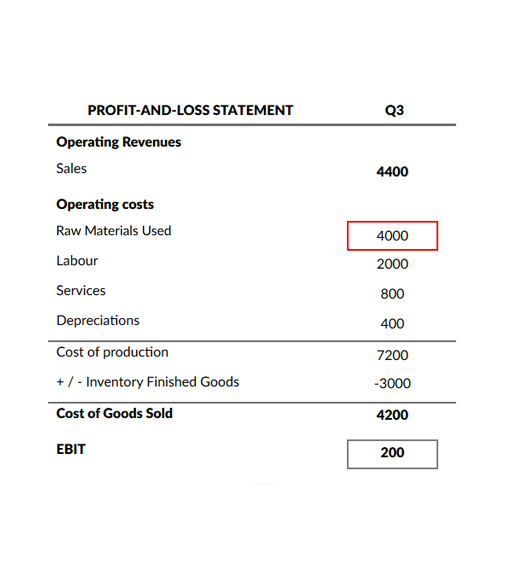 PROFIT-AND-LOSS STATEMENT Q3
Operating Revenues
Sales 4400
Operating costs
Raw Materials Used 4000
Labour 2000
Services 800
Depreciations 400
Cost of production 7200
+ / - Inventory Finished Goods -3000
Cost of Goods Sold 4200
EBIT 200